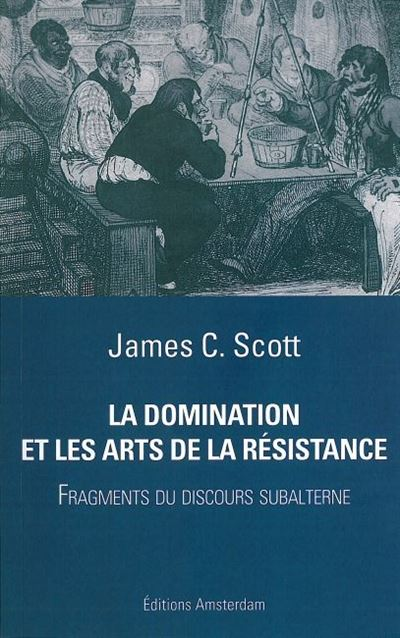 James C. Scott
LA DOMINATION
ET LES ARTS DE LA RÉSISTANCE
FRAGMENTS DU DISCOURS SUBALTERNE
Éditions Amsterdam